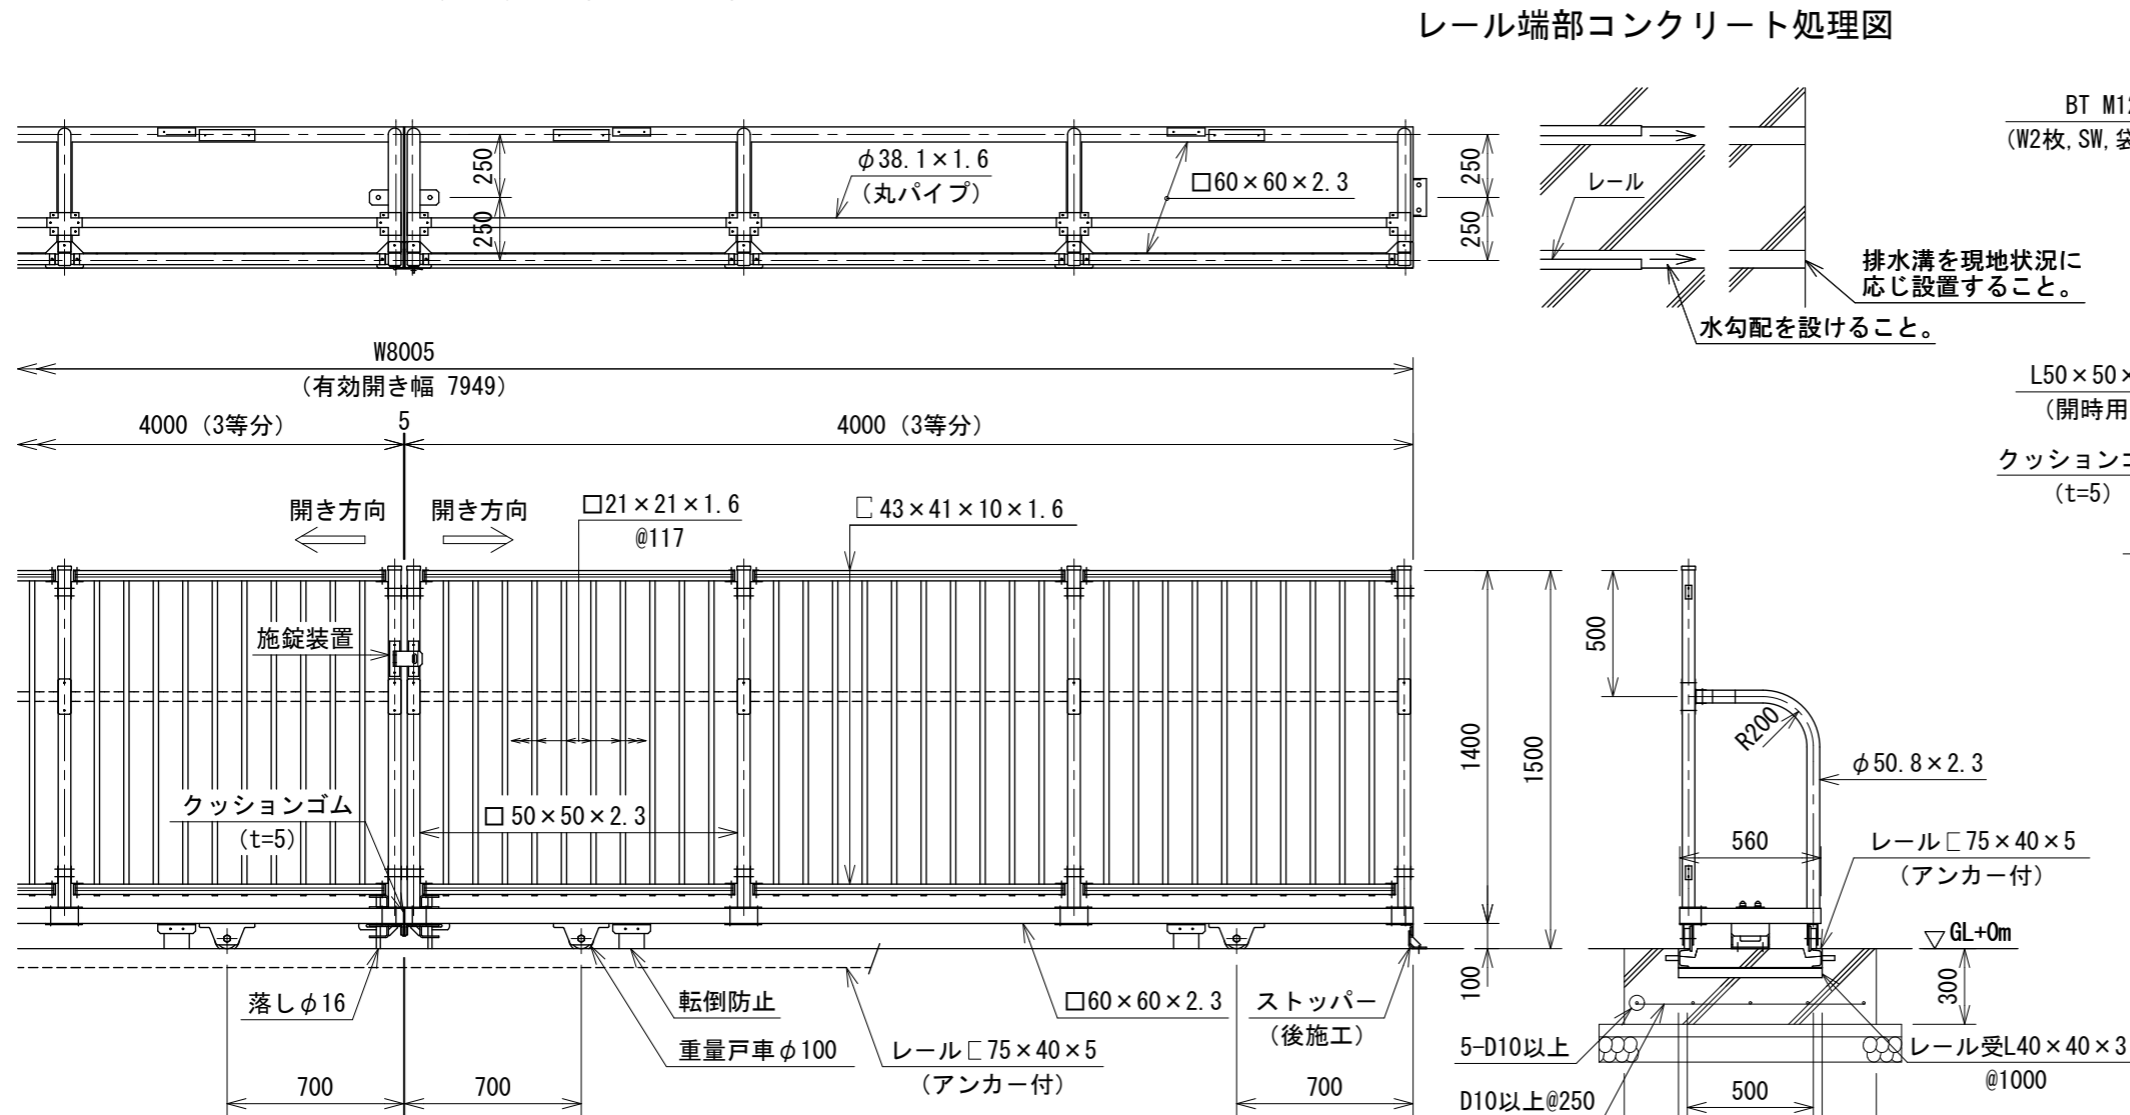 レール端部コンクリート処理図
250
250
φ38.1×1.6
(丸パイプ)
□60×60×2.3
250
250
レール
排水溝を現地状況に
応じ設置すること。
水勾配を設けること。
BT M12
(W2枚,SW,袋
W8005
(有効開き幅 7949)
4000 (3等分)
5
4000 (3等分)
L50×50×
(開時用
クッションゴ
(t=5)
開き方向
開き方向
□21×21×1.6
@117
⊏43×41×10×1.6
施錠装置
クッションゴム
(t=5)
□50×50×2.3
1400
1500
100
500
R200
φ50.8×2.3
560
レール⊏75×40×5
(アンカー付)
▽GL+0m
300
落しφ16
転倒防止
重量戸車φ100
レール⊏75×40×5
(アンカー付)
□60×60×2.3
ストッパー
(後施工)
5-D10以上
D10以上@250
レール受L40×40×3
@1000
700
700
700
500